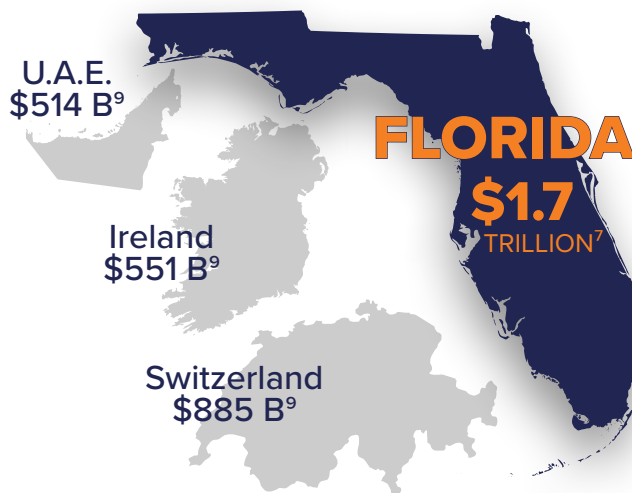 U.A.E.
$514 B⁹
FLORIDA
$1.7
TRILLION⁷
Ireland
$551 B⁹
Switzerland
$885 B⁹